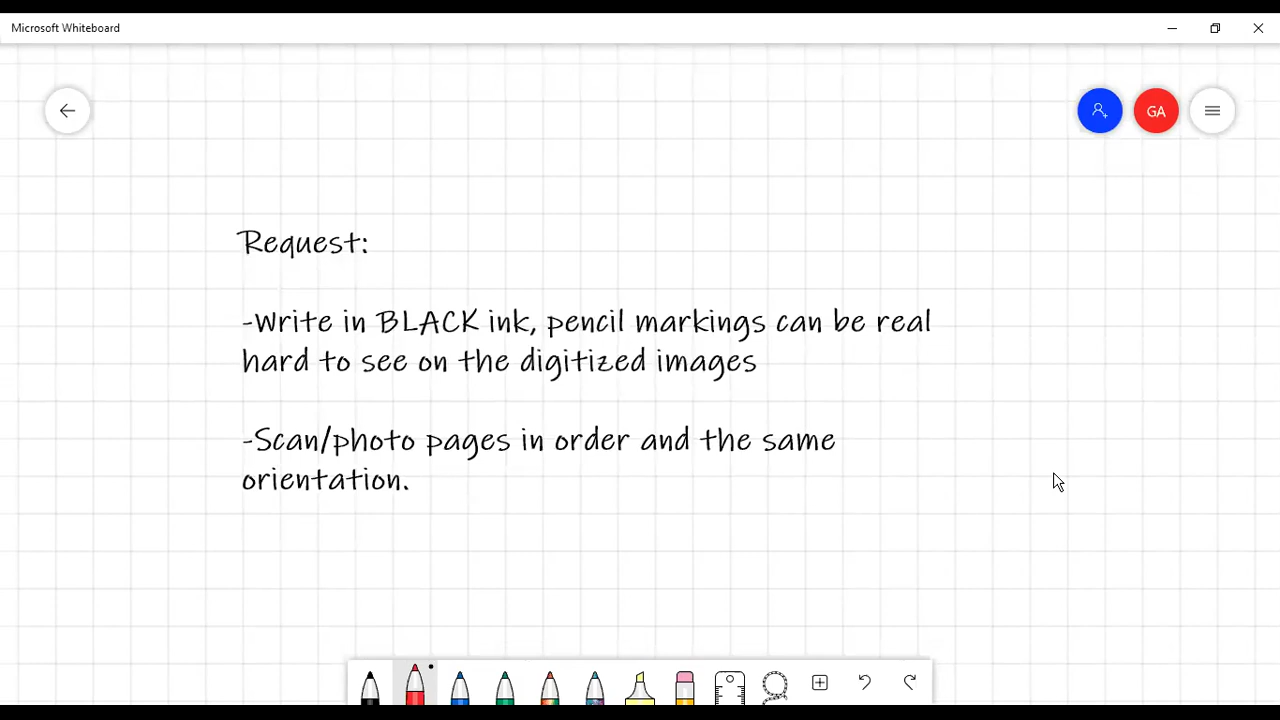 Microsoft Whiteboard
GA
Request:
-Write in BLACK ink, pencil markings can be real
hard to see on the digitized images
-Scan/photo pages in order and the same
orientation.